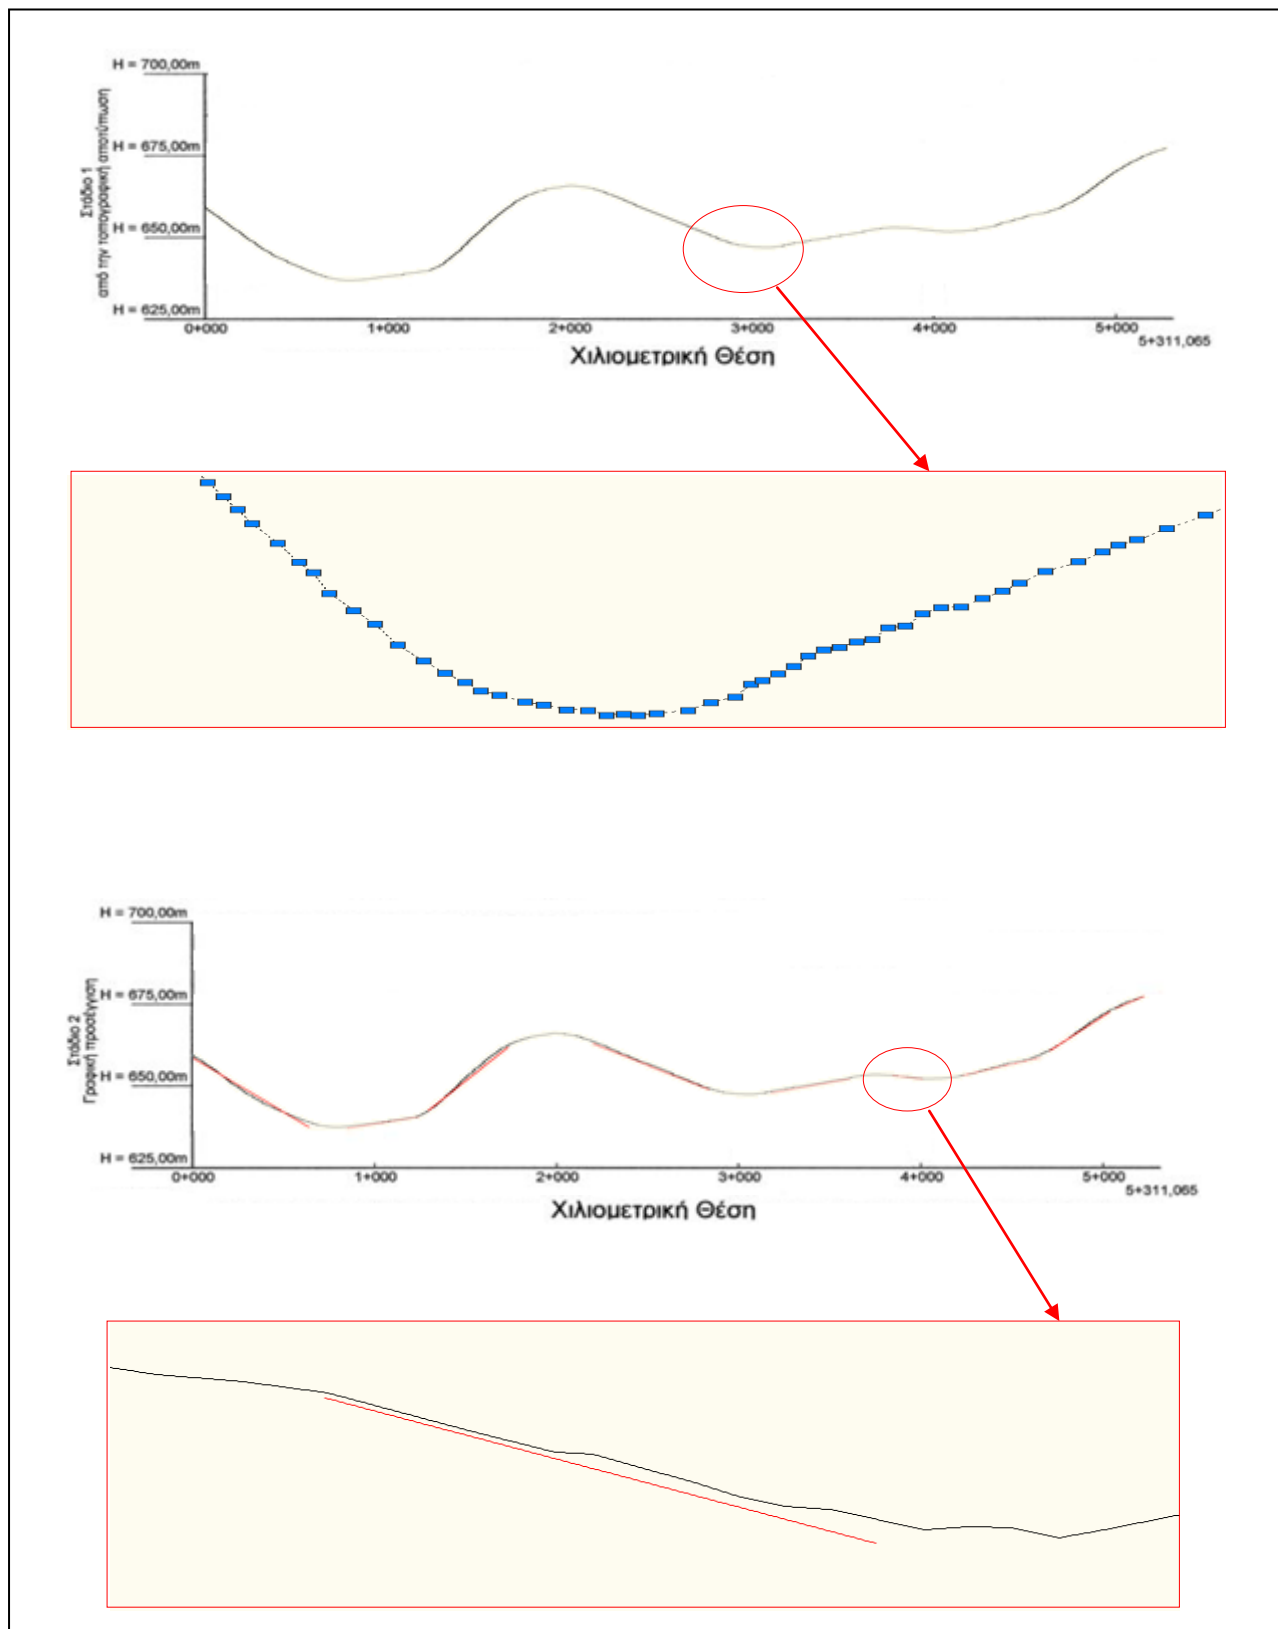 H = 700,00m
H = 675,00m
H = 650,00m
H = 625,00m
Στάδιο 1
από την τοπογραφική αποτύπωση
0+000 1+000 2+000 3+000 4+000 5+000
5+311,065
Χιλιομετρική Θέση
H = 700,00m
H = 675,00m
H = 650,00m
H = 625,00m
Στάδιο 2
Γραφική προσέγγιση
0+000 1+000 2+000 3+000 4+000 5+000
5+311,065
Χιλιομετρική Θέση